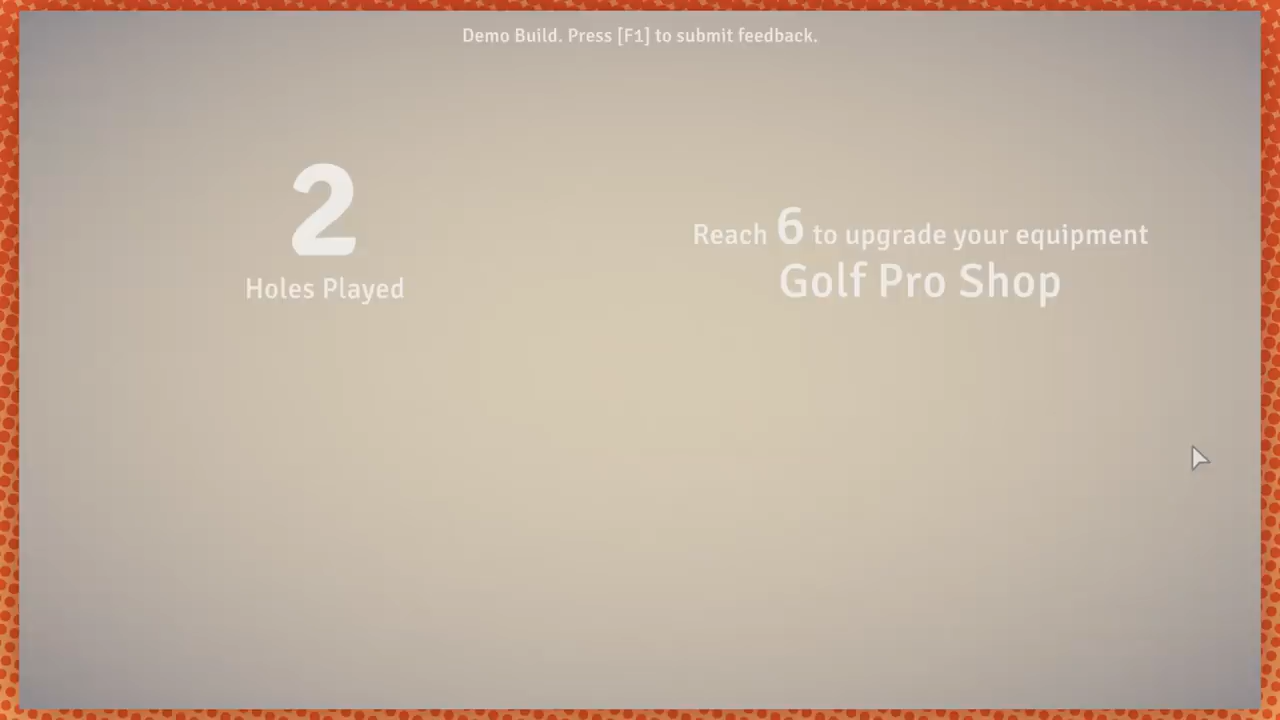 Demo Build. Press [F1] to submit feedback.
2
Holes Played
Reach 6 to upgrade your equipment
Golf Pro Shop